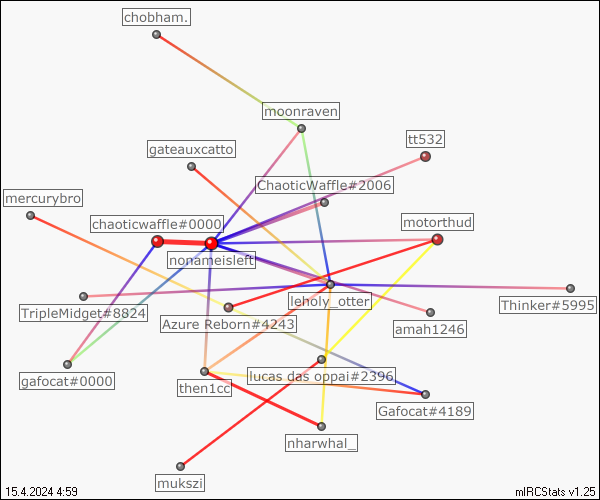 chobham.
moonraven
tt532
gateauxcatto
ChaoticWaffle#2006
mercurybro
chaoticwaffle#0000
motorthud
nonameisleft
leholy_otter
Thinker#5995
TripleMidget#8824
Azure Reborn#4243
amah1246
gafocat#0000
then1cc
lucas das oppai#2396
Gafocat#4189
nharwhal_
mukszi
15.4.2024 4:59
mIRCStats v1.25